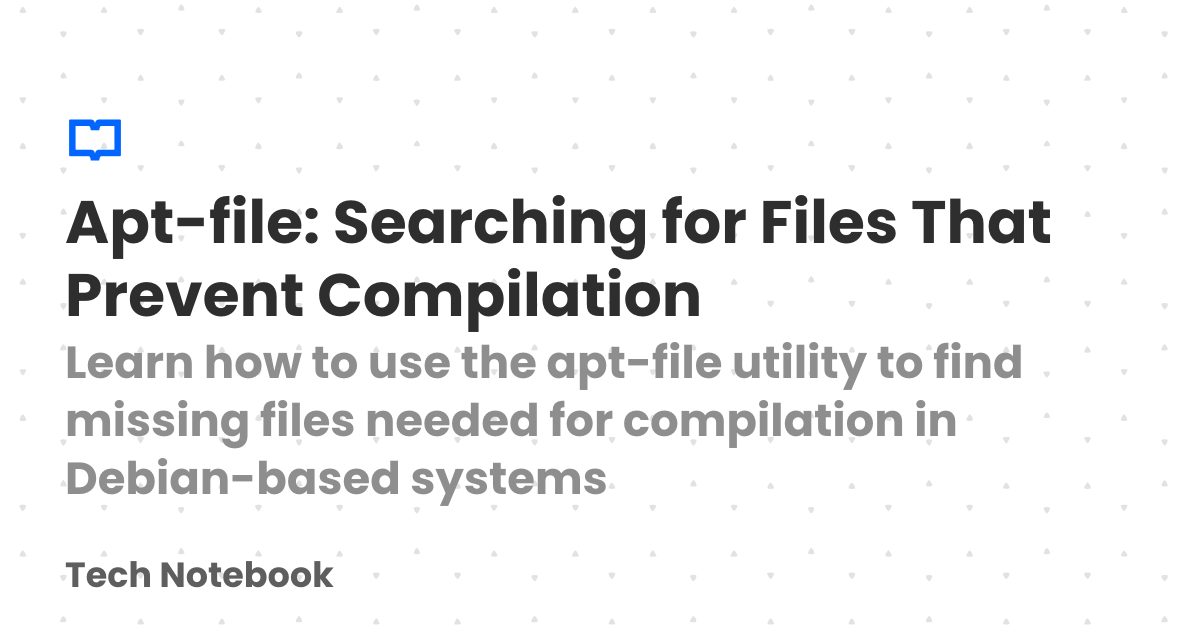 Apt-file: Searching for Files That
Prevent Compilation
Learn how to use the apt-file utility to find
missing files needed for compilation in
Debian-based systems
Tech Notebook